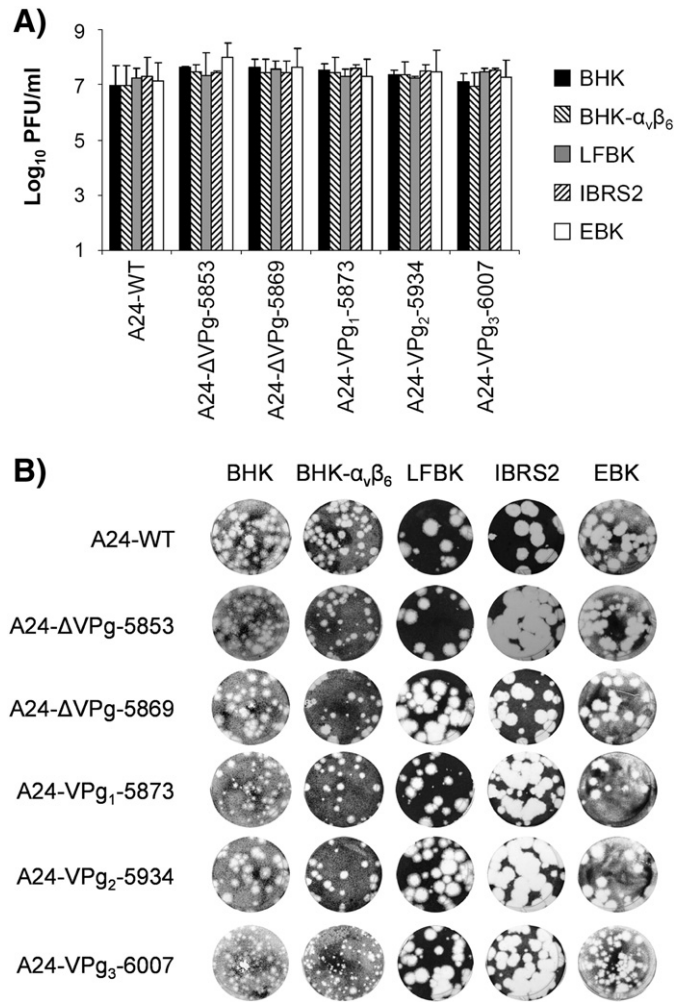 A)
Log₁₀ PFU/ml
9
7
5
3
1
A24-WT
A24-ΔVPg-5853
A24-ΔVPg-5869
A24-VPg₁-5873
A24-VPg₂-5934
A24-VPg₃-6007
BHK
BHK-αᵥβ₆
LFBK
IBRS2
EBK
B)
BHK BHK-αᵥβ₆ LFBK IBRS2 EBK
A24-WT
A24-ΔVPg-5853
A24-ΔVPg-5869
A24-VPg₁-5873
A24-VPg₂-5934
A24-VPg₃-6007